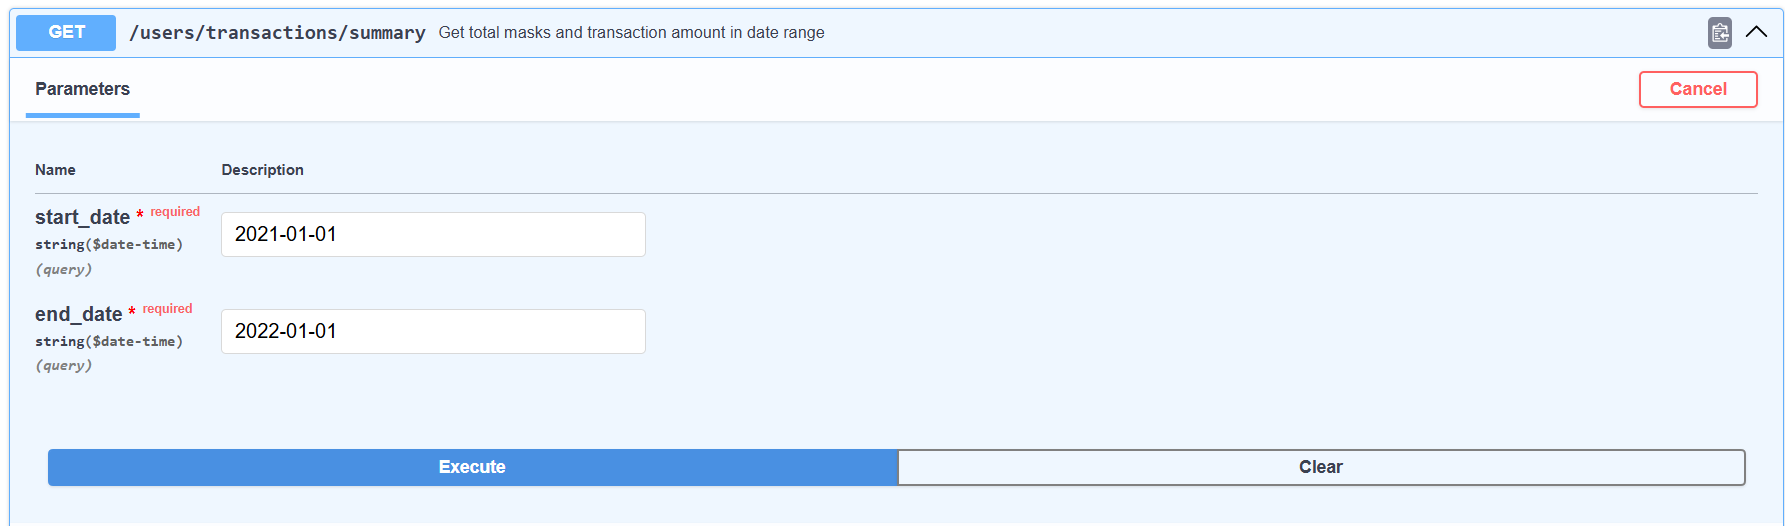 GET /users/transactions/summary Get total masks and transaction amount in date range
Parameters
Cancel
Name Description
start_date * required
string($date-time)
(query)
2021-01-01
end_date * required
string($date-time)
(query)
2022-01-01
Execute
Clear